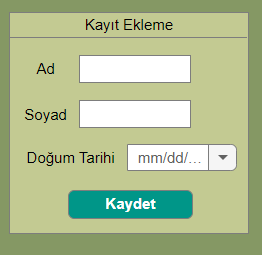 Kayıt Ekleme
Ad
Soyad
Doğum Tarihi mm/dd/...
Kaydet